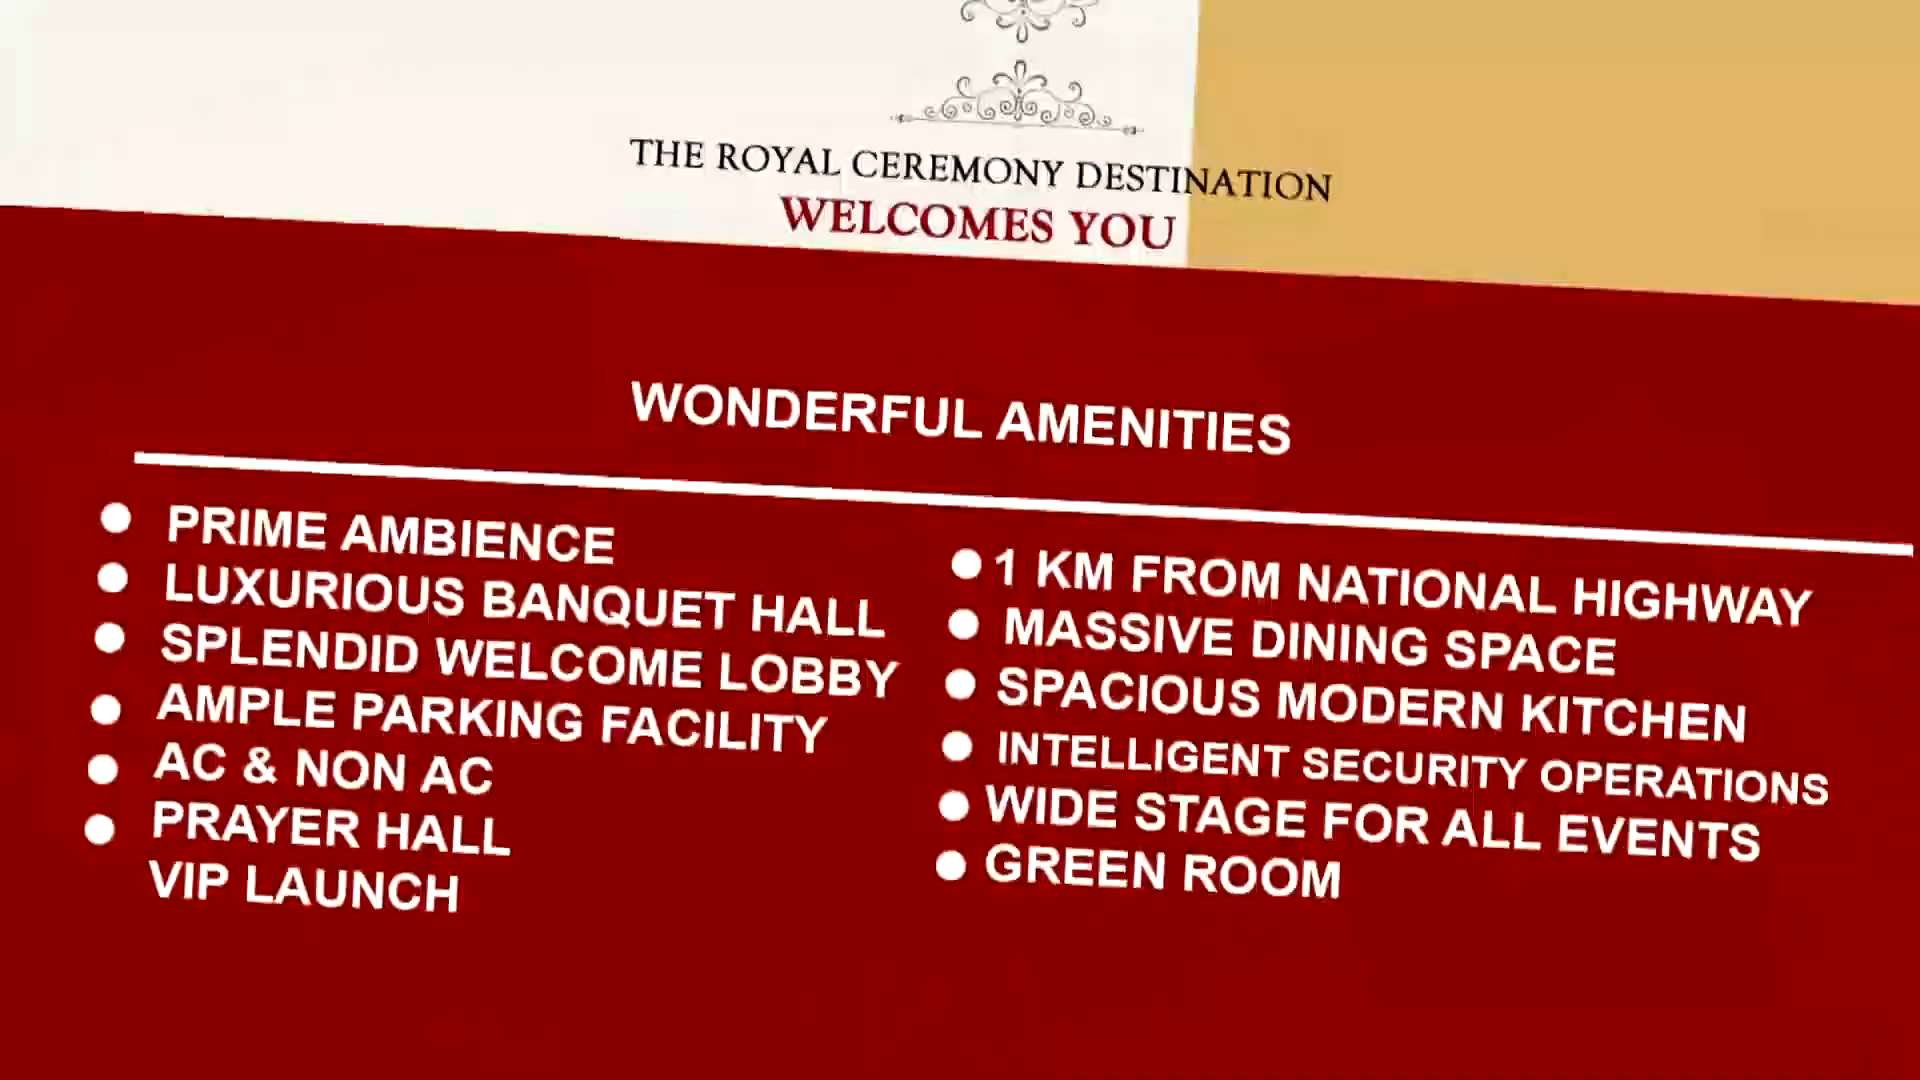 THE ROYAL CEREMONY DESTINATION
WELCOMES YOU
WONDERFUL AMENITIES
PRIME AMBIENCE
LUXURIOUS BANQUET HALL
SPLENDID WELCOME LOBBY
AMPLE PARKING FACILITY
AC & NON AC
PRAYER HALL
VIP LAUNCH
1 KM FROM NATIONAL HIGHWAY
MASSIVE DINING SPACE
SPACIOUS MODERN KITCHEN
INTELLIGENT SECURITY OPERATIONS
WIDE STAGE FOR ALL EVENTS
GREEN ROOM